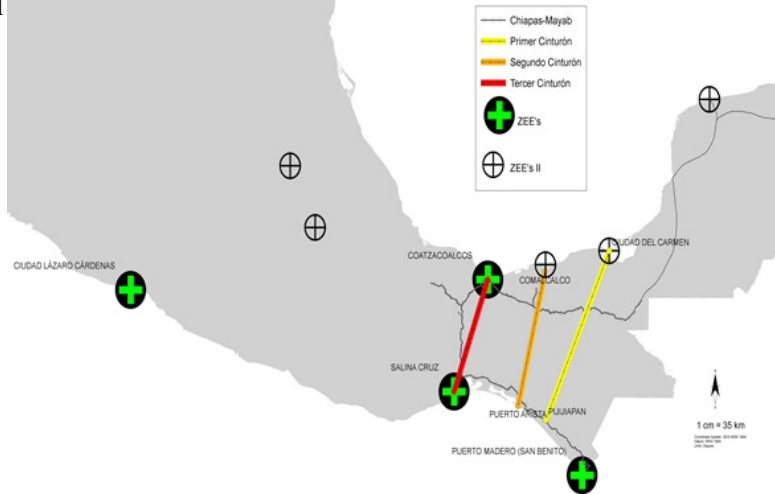 Chiapas-Mayab
Primer Cinturón
Segundo Cinturón
Tercer Cinturón
ZEE's
ZEE's II
CIUDAD DEL CARMEN
COATZACOALCOS
CIUDAD LÁZARO CÁRDENAS
COMALCALCO
SALINA CRUZ
PUERTO ARISTA
PIJIJIAPAN
PUERTO MADERO (SAN BENITO)
1 cm = 35 km